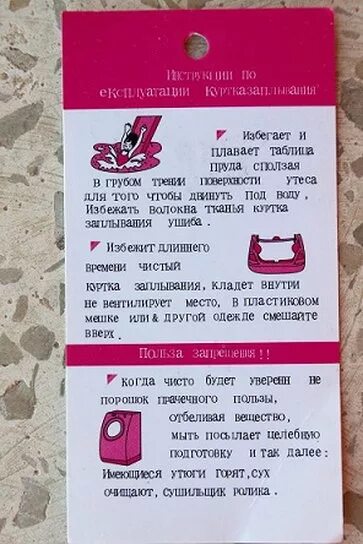 Инструкции по
експлуатации Куртказаплывания
Избегает и
плавает таблица
пруда сползая
в грубом трении поверхности утеса
для того чтобы двинуть под воду,
Избежать волокна тканья куртка
заплывания ушиба.
Избежит длиннего
времени чистый
куртка заплывания, кладет внутри
не вентилирует место, в пластиковом
мешке или& другой одежде смешайте
вверх.
Польза запрещения!!
когда чисто будет уверенн не
порошок прачечного пользы,
отбеливая вещество,
мыть посылает целебную
подготовку и так далее:
Имеющиеся утюги горят, сух
очищают, сушильщик ролика.